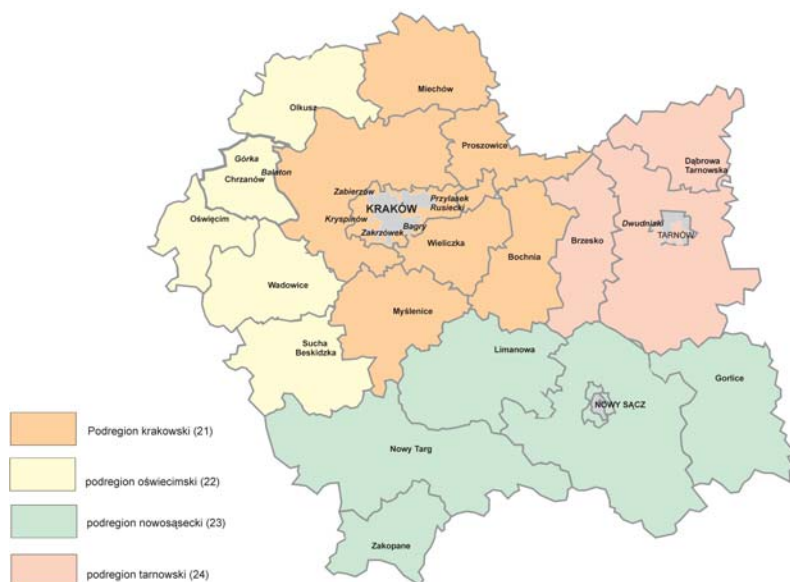 Miechów
Olkusz
Proszowice
Górka
Chrzanów
Balaton
Dąbrowa
Tarnowska
Zabierzów
Przylasek
Rusiecki
KRAKÓW
Oświęcim
Kryspinów
Bagry
Zakrzówek
Wieliczka
Dwudniaki
TARNÓW
Brzesko
Bochnia
Wadowice
Myślenice
Sucha
Beskidzka
Limanowa
Gorlice
NOWY SĄCZ
Nowy Targ
Zakopane
Podregion krakowski (21)
podregion oświecimski (22)
podregion nowosąsecki (23)
podregion tarnowski (24)